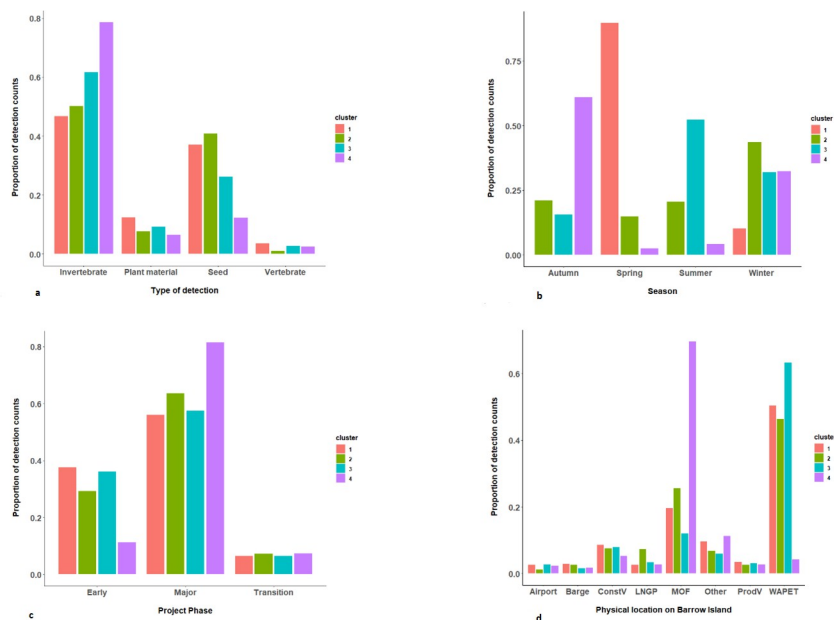 0.8
0.6
0.4
0.2
0.0
Proportion of detection counts
Invertebrate Plant material Seed Vertebrate
Type of detection
a
cluster
1
2
3
4
0.75
0.50
0.25
0.00
Proportion of detection counts
Autumn Spring Summer Winter
Season
b
cluster
1
2
3
4
0.8
0.6
0.4
0.2
0.0
Proportion of detection counts
Early Major Transition
Project Phase
c
cluster
1
2
3
4
0.6
0.4
0.2
0.0
Proportion of detection counts
Airport Barge ConstV LNGP MOF Other ProdV WAPET
Physical location on Barrow Island
d
cluster
1
2
3
4